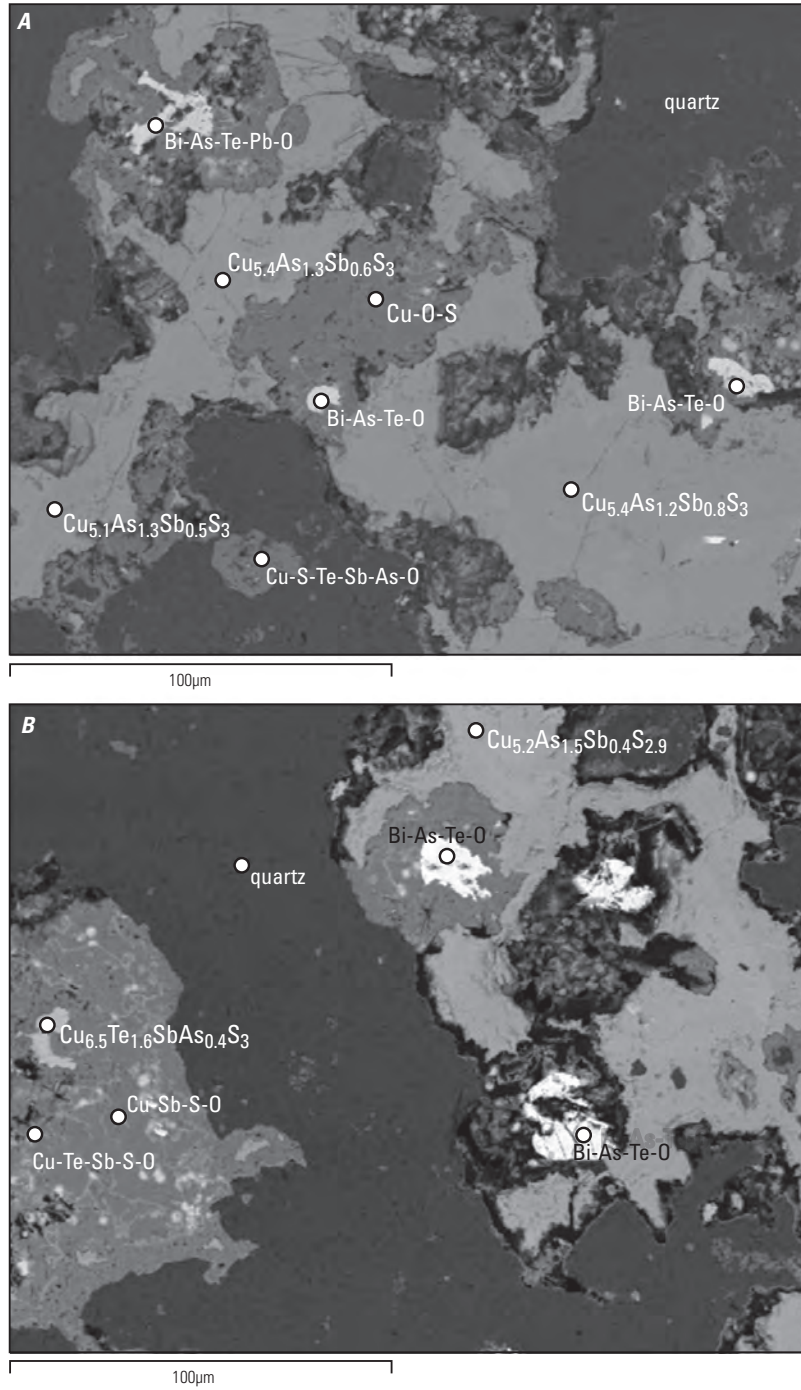 A
quartz
Bi-As-Te-Pb-O
Cu5.4As1.3Sb0.6S3
Cu-O-S
Bi-As-Te-O
Bi-As-Te-O
Cu5.1As1.3Sb0.5S3
Cu5.4As1.2Sb0.8S3
Cu-S-Te-Sb-As-O
100µm
B
Cu5.2As1.5Sb0.4S2.9
Bi-As-Te-O
quartz
Cu6.5Te1.6SbAs0.4S3
Cu-Sb-S-O
Cu-Te-Sb-S-O
Bi-As-Te-O
100µm